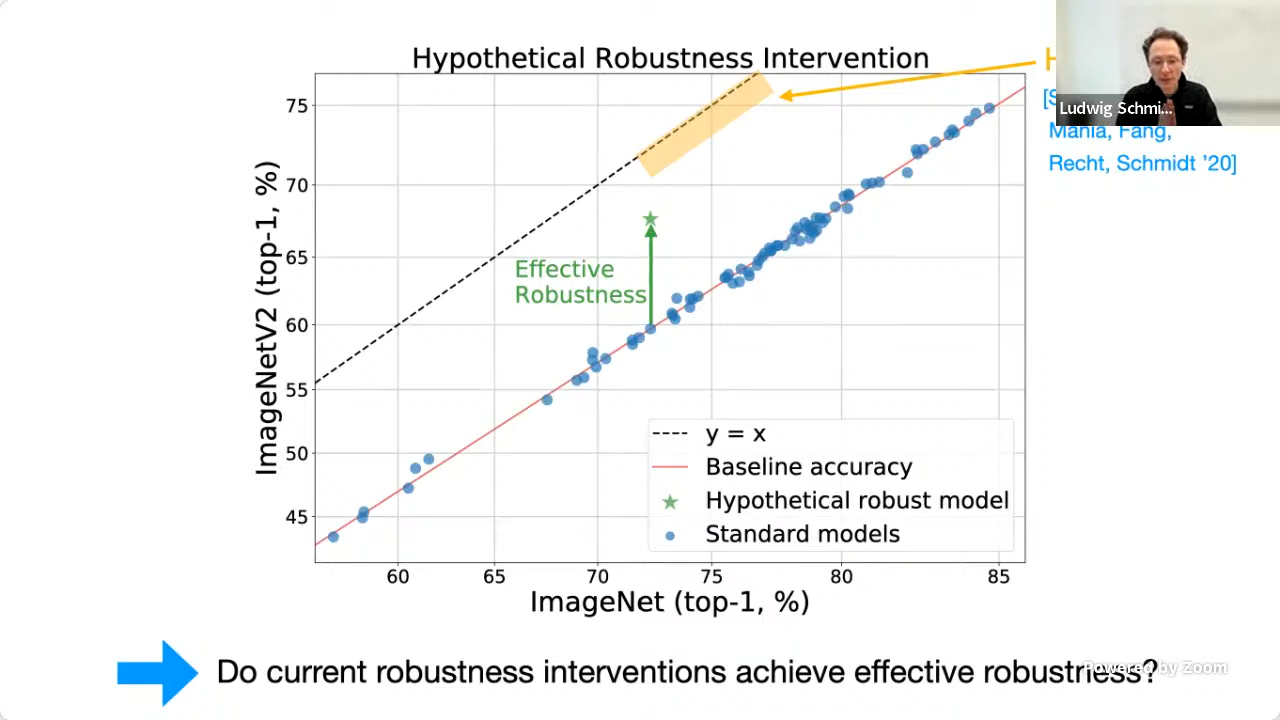 Hypothetical Robustness Intervention
H
[S
Mania, Fang,
Recht, Schmidt ’20]
Ludwig Schmi...
ImageNetV2 (top-1, %)
75
70
65
60
55
50
45
Effective
Robustness
y = x
Baseline accuracy
Hypothetical robust model
Standard models
60 65 70 75 80 85
ImageNet (top-1, %)
Do current robustness interventions achieve effective robustness?
Powered by Zoom